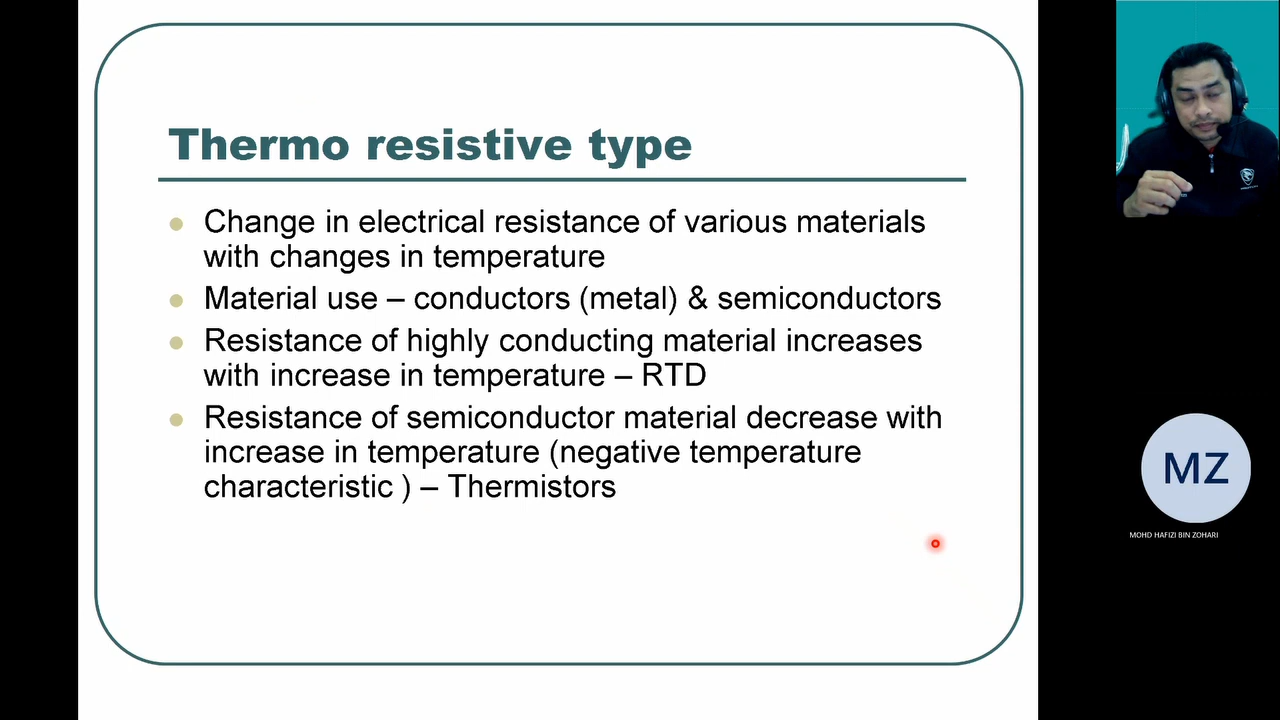 Thermo resistive type
Change in electrical resistance of various materials
with changes in temperature
Material use – conductors (metal) & semiconductors
Resistance of highly conducting material increases
with increase in temperature – RTD
Resistance of semiconductor material decrease with
increase in temperature (negative temperature
characteristic ) – Thermistors
MZ
MOHD HAFIZI BIN ZOHARI